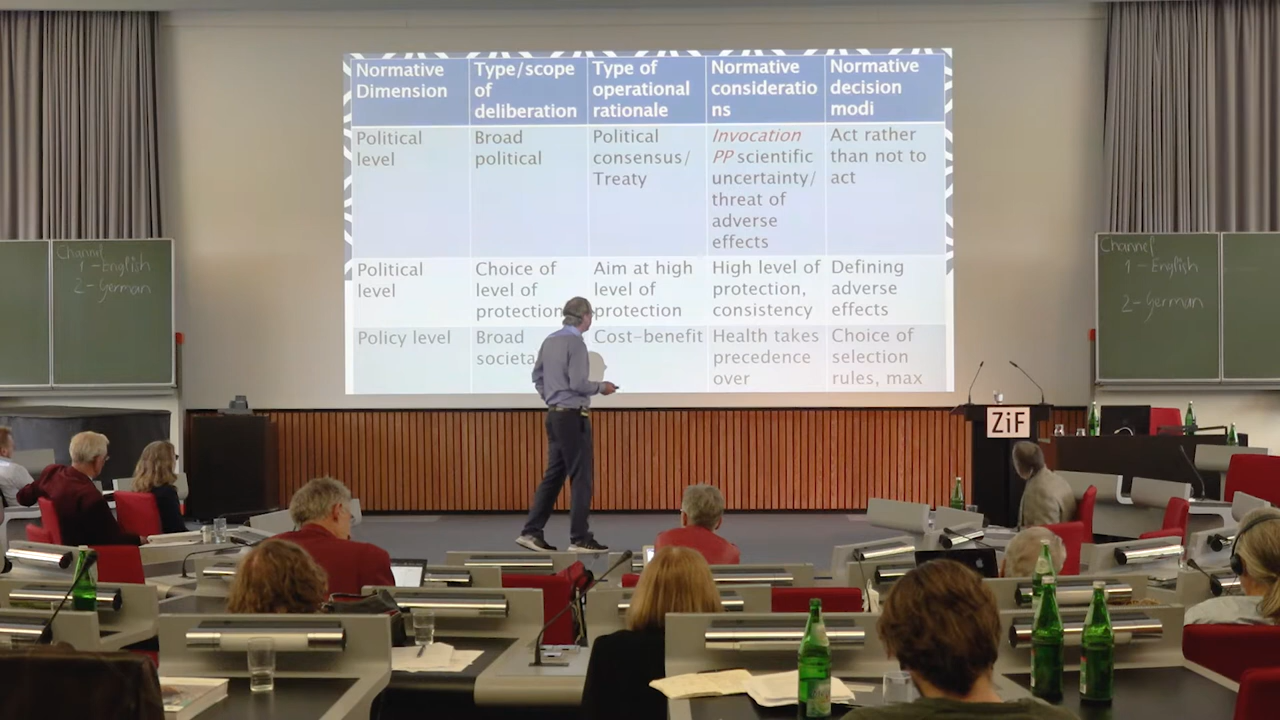 Normative
Dimension
Type/scope
of
deliberation
Type of
operational
rationale
Normative
consideratio
ns
Normative
decision
modi
Political
level
Broad
political
Political
consensus/
Treaty
Invocation
PP scientific
uncertainty/
threat of
adverse
effects
Act rather
than not to
act
Political
level
Choice of
level of
protection
Aim at high
level of
protection
High level of
protection,
consistency
Defining
adverse
effects
Policy level
Broad
societa
Cost-benefit
Health takes
precedence
over
Choice of
selection
rules, max
Channel
1 - English
2 - German
Channel
1 - English
2 - German
ZiF